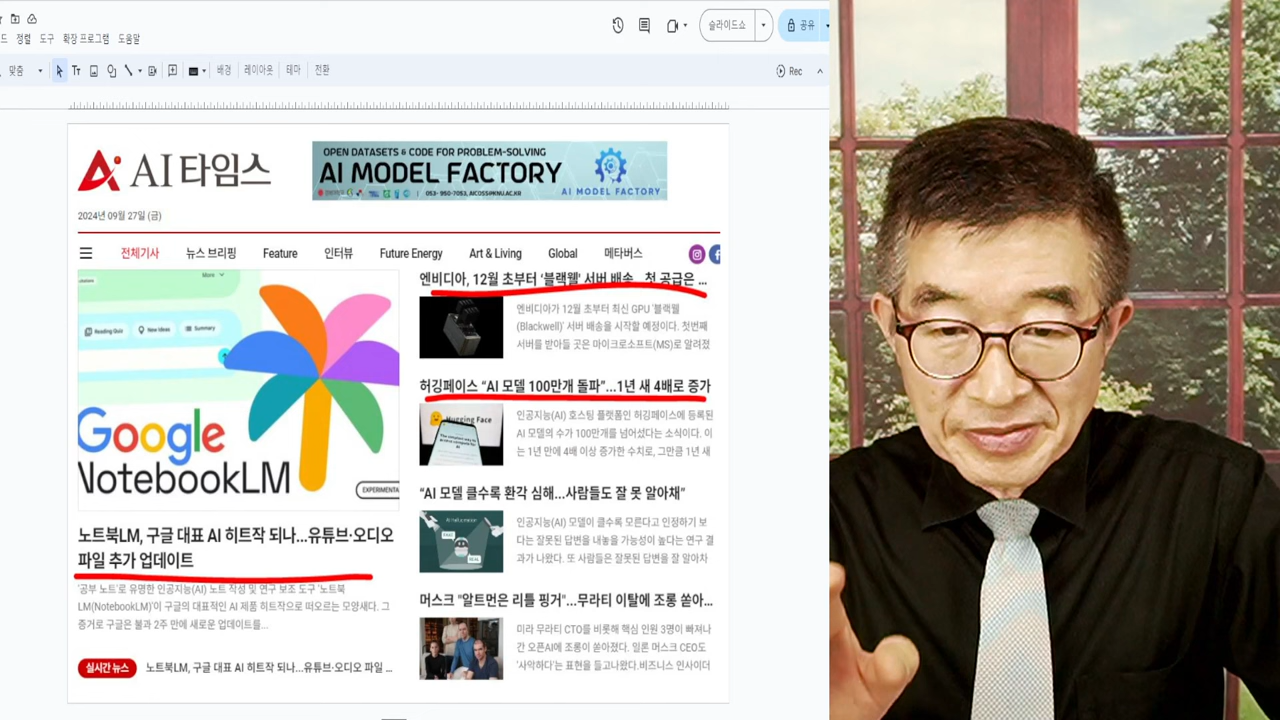 드 정렬 도구 확장 프로그램 도움말
슬라이드쇼
공유
맞춤
배경 레이아웃 테마 전환
Rec
AI타임스
OPEN DATASETS & CODE FOR PROBLEM-SOLVING
AI MODEL FACTORY
053- 950-7053, AICOSS@KNU.AC.KR
AI MODEL FACTORY
2024년 09월 27일 (금)
전체기사 뉴스 브리핑 Feature 인터뷰 Future Energy Art & Living Global 메타버스
More
Reading Quiz
New Ideas
Summary
Google
NotebookLM
EXPERIMENTA
노트북LM, 구글 대표 AI 히트작 되나...유튜브·오디오
파일 추가 업데이트
'공부 노트'로 유명한 인공지능(AI) 노트 작성 및 연구 보조 도구 '노트북
LM(NotebookLM)'이 구글의 대표적인 AI 제품 히트작으로 떠오르는 모양새다. 그
증거로 구글은 불과 2주 만에 새로운 업데이트를...
실시간 뉴스
노트북LM, 구글 대표 AI 히트작 되나...유튜브·오디오 파일 ...
엔비디아, 12월 초부터 '블랙웰' 서버 배송...첫 공급은 ...
엔비디아가 12월 초부터 최신 GPU '블랙웰
(Blackwell)' 서버 배송을 시작할 예정이다. 첫번째
서버를 받아들 곳은 마이크로소프트(MS)로 알려졌
허깅페이스 “AI 모델 100만개 돌파”...1년 새 4배로 증가
Hugging Face
인공지능(AI) 호스팅 플랫폼인 허깅페이스에 등록된
AI 모델의 수가 100만개를 넘어섰다는 소식이다. 이
는 1년 만에 4배 이상 증가한 수치로, 그만큼 1년 새
“AI 모델 클수록 환각 심해...사람들도 잘 못 알아채”
인공지능(AI) 모델이 클수록 모른다고 인정하기 보
다는 잘못된 답변을 내놓을 가능성이 높다는 연구 결
과가 나왔다. 또 사람들은 잘못된 답변을 잘 알아차
머스크 "알트먼은 리틀 핑거"...무라티 이탈에 조롱 쏟아...
미라 무라티 CTO를 비롯해 핵심 인원 3명이 빠져나
간 오픈AI에 조롱이 쏟아졌다. 일론 머스크 CEO도
'사악하다'는 표현을 들고나왔다.비즈니스 인사이더